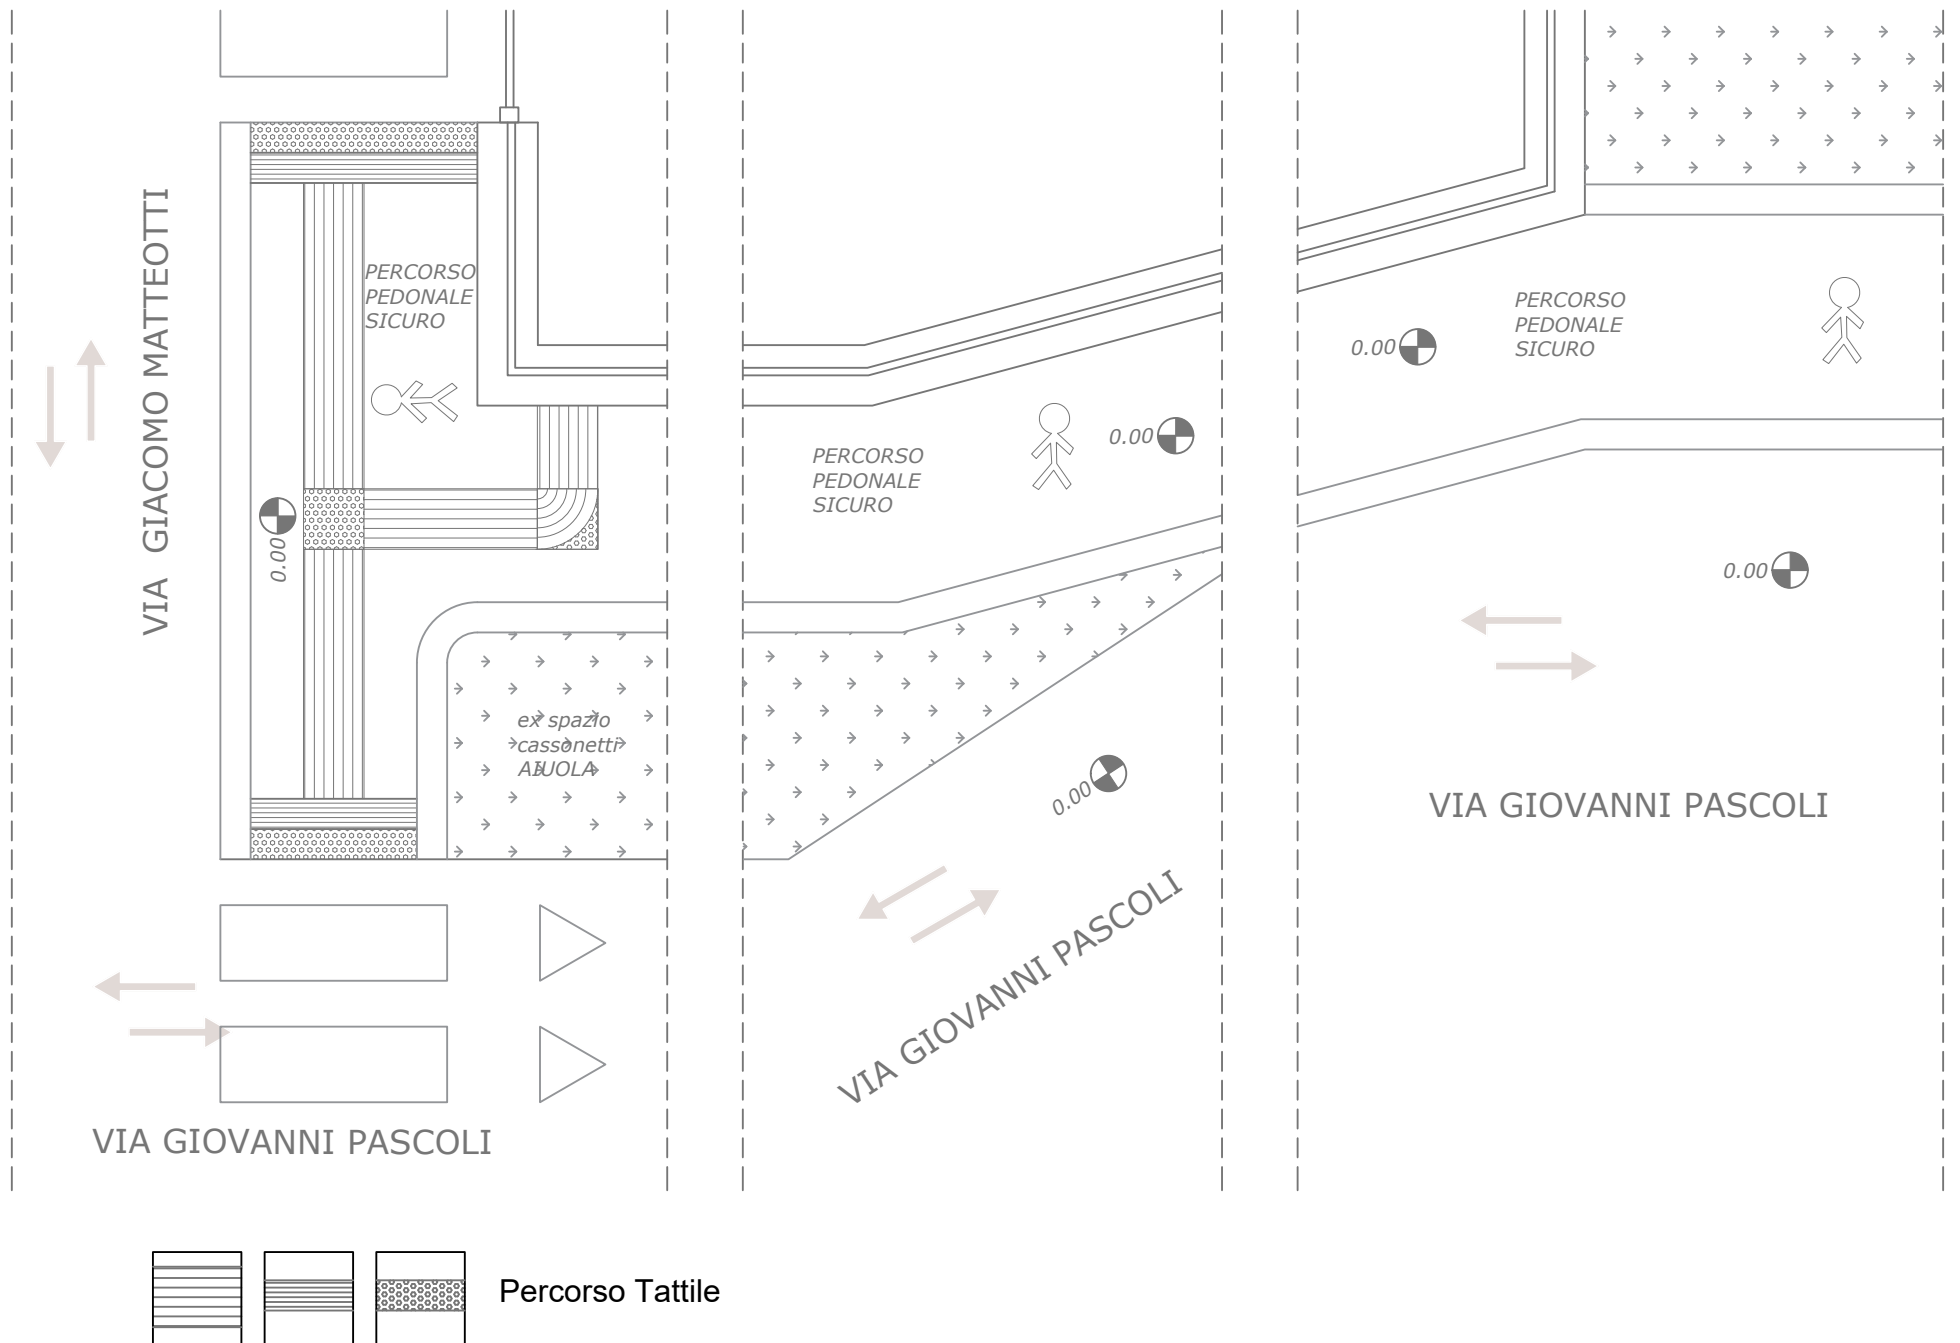 VIA GIACOMO MATTEOTTI
PERCORSO
PEDONALE
SICURO
0.00
ex spazio
cassonetti
AIUOLA
VIA GIOVANNI PASCOLI
PERCORSO
PEDONALE
SICURO
0.00
0.00
VIA GIOVANNI PASCOLI
0.00
PERCORSO
PEDONALE
SICURO
0.00
VIA GIOVANNI PASCOLI
Percorso Tattile